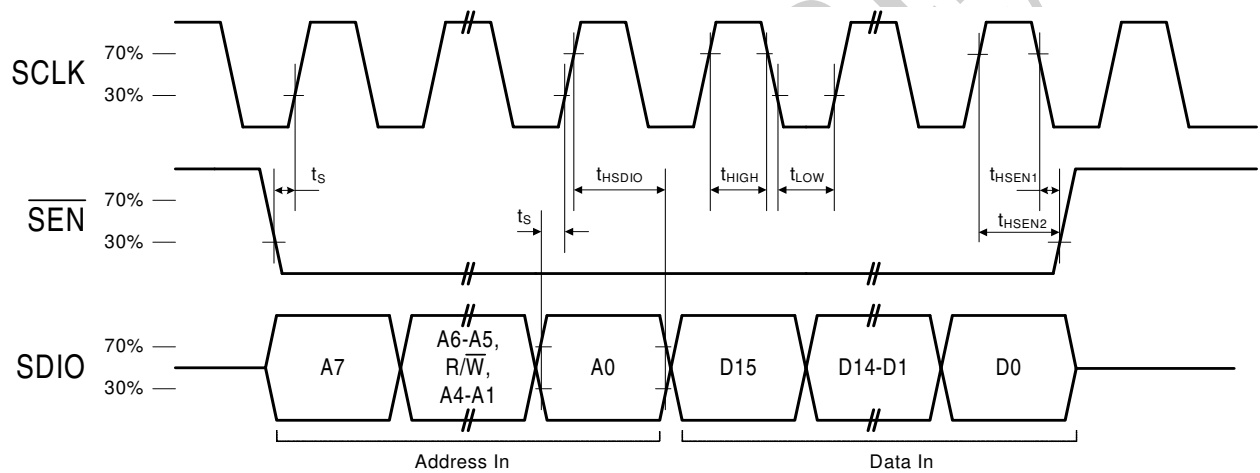 SCLK
70%
30%
SEN
70%
30%
tS
tS
tHSDIO
tHIGH
tLOW
tHSEN1
tHSEN2
SDIO
70%
30%
A7
A6-A5,
R/W,
A4-A1
A0
D15
D14-D1
D0
Address In
Data In